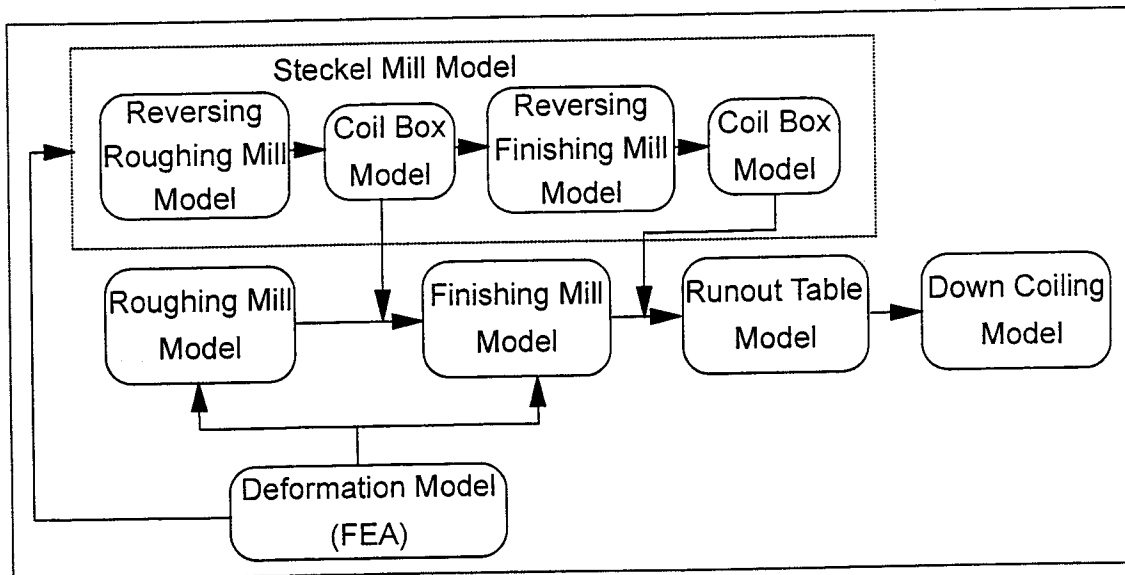 Steckel Mill Model
Reversing
Roughing Mill
Model
Coil Box
Model
Reversing
Finishing Mill
Model
Coil Box
Model
Roughing Mill
Model
Finishing Mill
Model
Runout Table
Model
Down Coiling
Model
Deformation Model
(FEA)